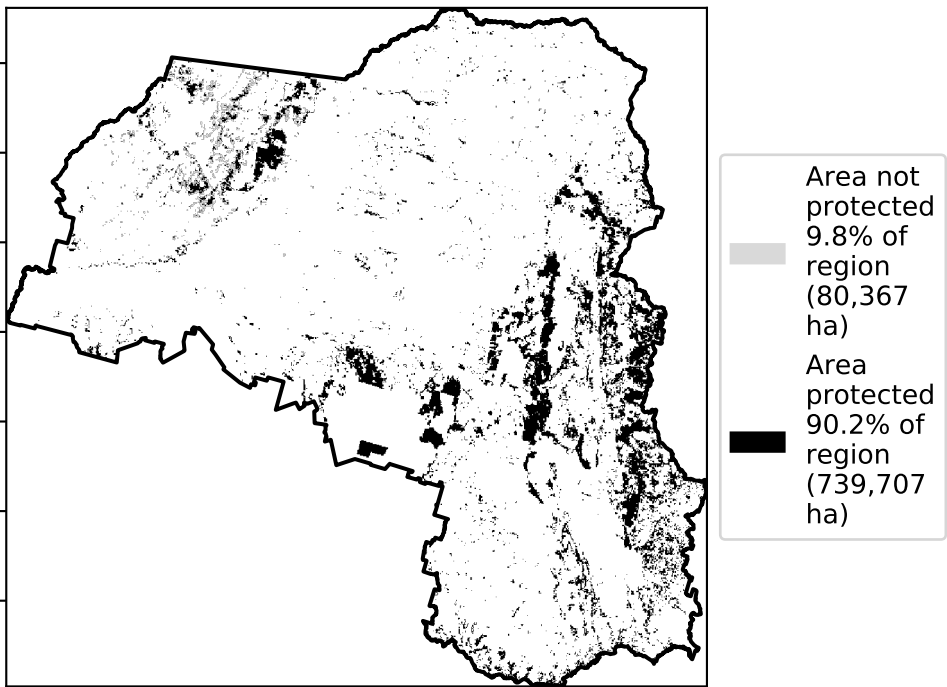 Area not
protected
9.8% of
region
(80,367
ha)
Area
protected
90.2% of
region
(739,707
ha)